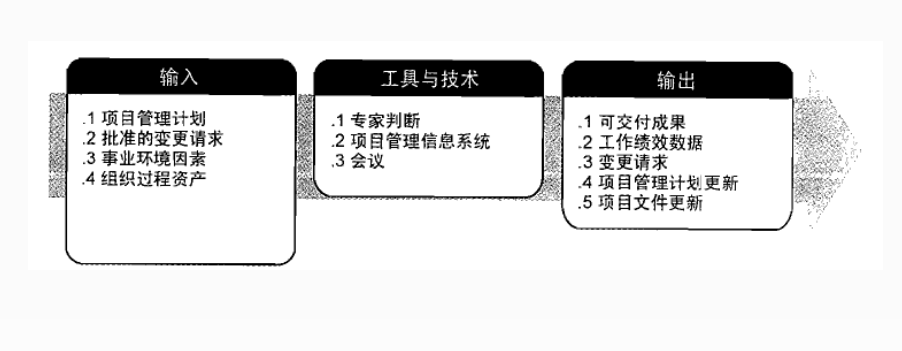 输入
.1 项目管理计划
.2 批准的变更请求
.3 事业环境因素
.4 组织过程资产
工具与技术
.1 专家判断
.2 项目管理信息系统
.3 会议
输出
.1 可交付成果
.2 工作绩效数据
.3 变更请求
.4 项目管理计划更新
.5 项目文件更新